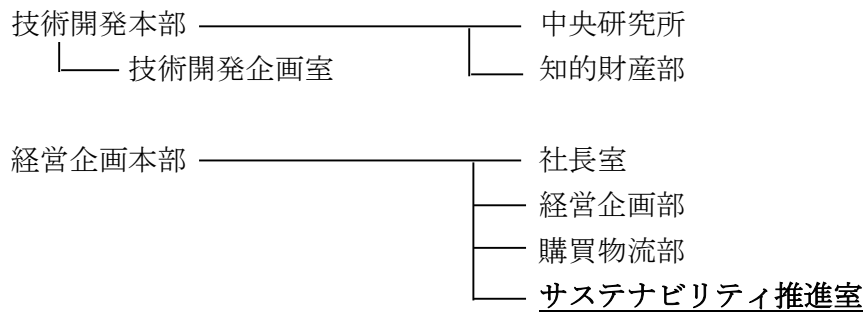 技術開発本部 中央研究所
技術開発企画室 知的財産部
経営企画本部 社長室
経営企画部
購買物流部
サステナビリティ推進室